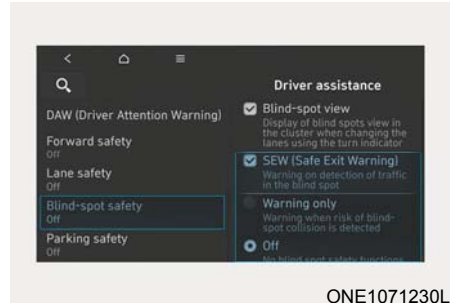 Driver assistance
DAW (Driver Attention Warning)
Forward safety
Off
Lane safety
Off
Blind-spot safety
Off
Parking safety
Off
Blind-spot view
Display of blind spots view in
the cluster when changing the
lanes using the turn indicator
SEW (Safe Exit Warning)
Warning on detection of traffic
in the blind spot
Warning only
Warning when risk of blind-
spot collision is detected
Off
No blind spot safety functions
ONE1071230L